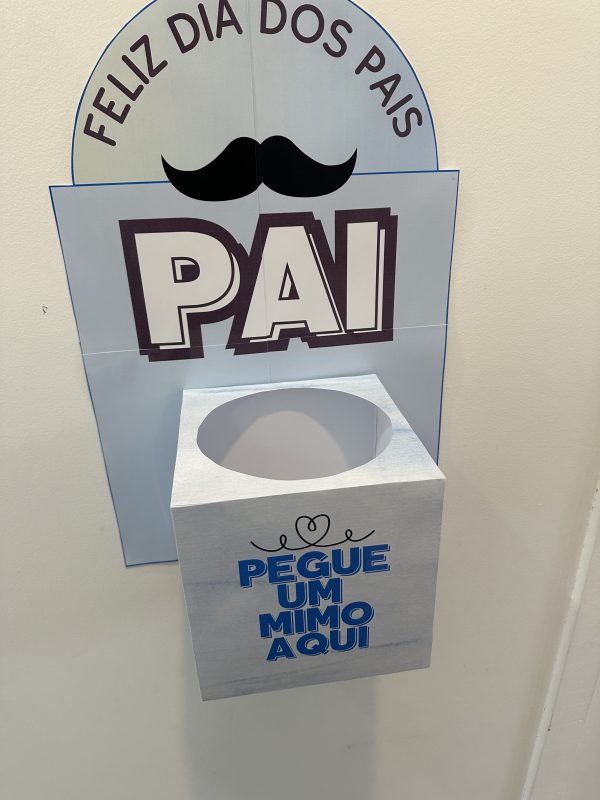 FELIZ DIA DOS PAIS
PAI
PEGUE
UM
MIMO
AQUI